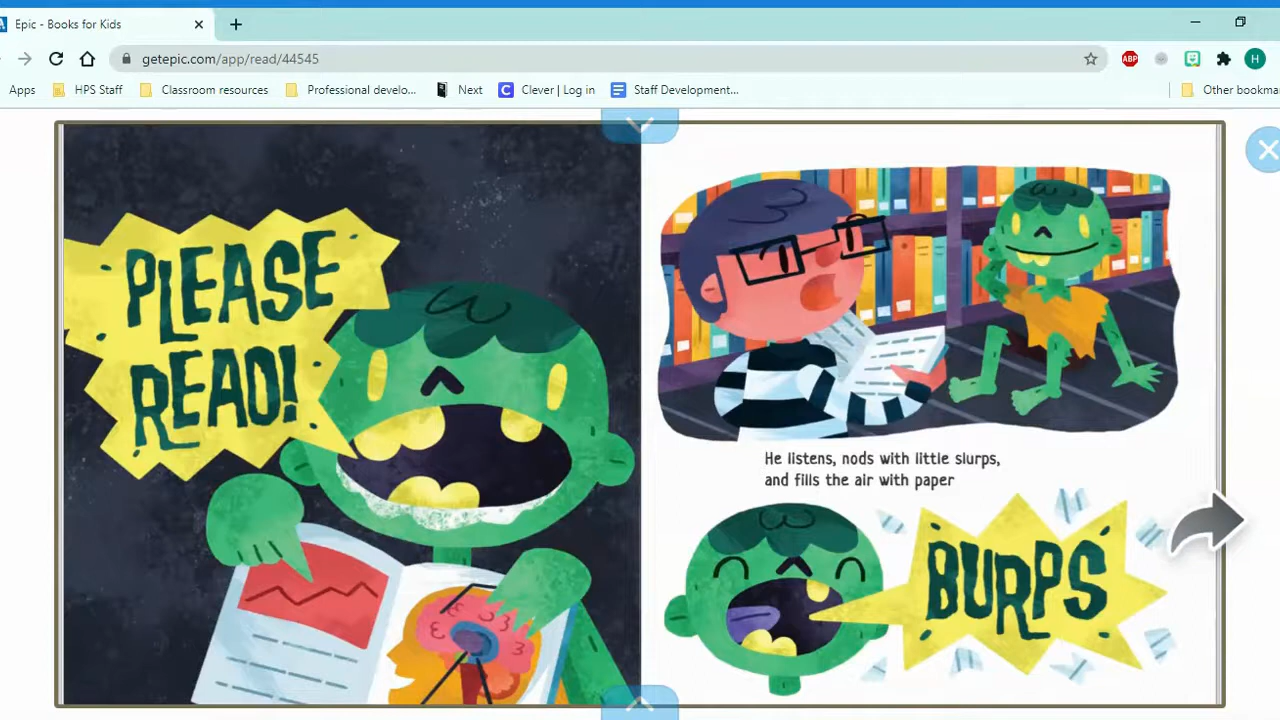 Epic - Books for Kids
getepic.com/app/read/44545
ABP
H
Apps
HPS Staff
Classroom resources
Professional develo...
Next
C
Clever | Log in
Staff Development...
Other bookma
PLEASE
READ!
He listens, nods with little slurps,
and fills the air with paper
BURPS